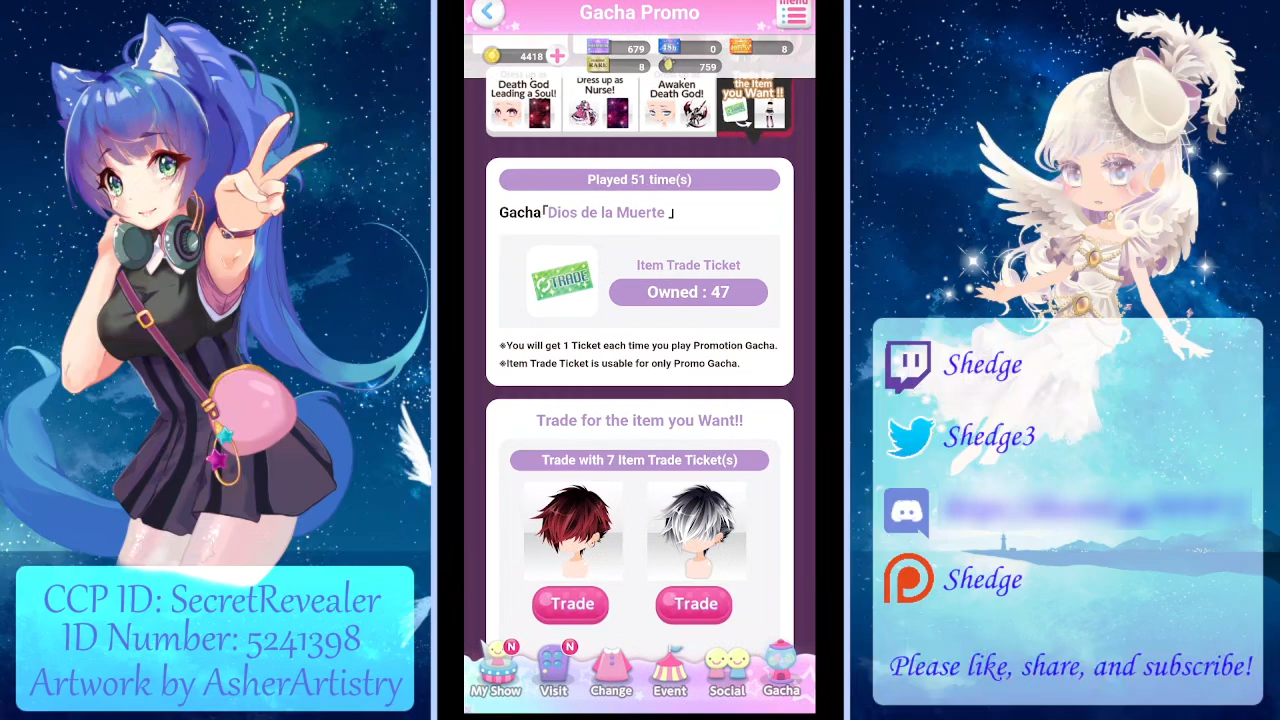 Gacha Promo
menu
4418
679
48h
0
8
8
759
Death God
Leading a Soul!
Dress up as
Nurse!
Awaken
Death God!
the Item
you Want !!
Played 51 time(s)
Gacha「Dios de la Muerte 」
TRADE
Item Trade Ticket
Owned : 47
※You will get 1 Ticket each time you play Promotion Gacha.
※Item Trade Ticket is usable for only Promo Gacha.
Trade for the item you Want!!
Trade with 7 Item Trade Ticket(s)
Trade
Trade
N
N
My Show
Visit
Change
Event
Social
Gacha
CCP ID: SecretRevealer
ID Number: 5241398
Artwork by AsherArtistry
Shedge
Shedge3
Shedge
Please like, share, and subscribe!